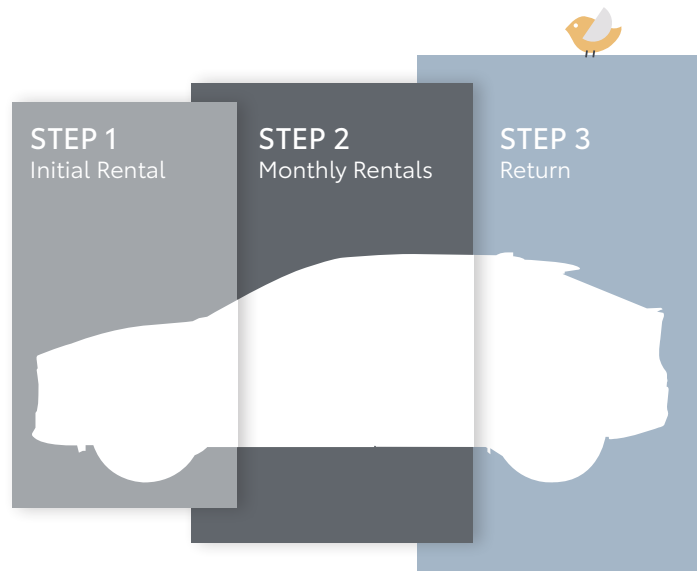 STEP 1
Initial Rental
STEP 2
Monthly Rentals
STEP 3
Return